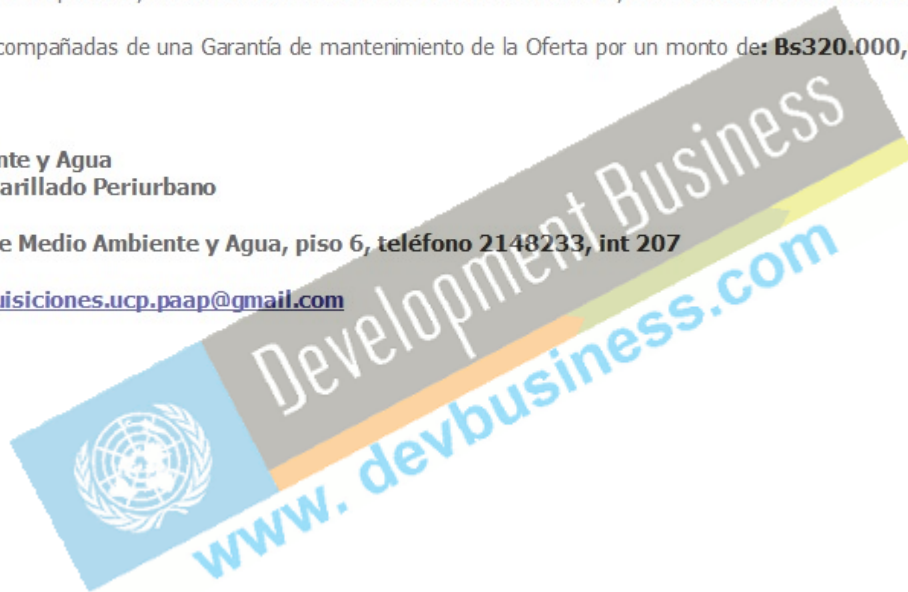 compañadas de una Garantía de mantenimiento de la Oferta por un monto de: Bs320.000,
nte y Agua
arillado Periurbano
e Medio Ambiente y Agua, piso 6, teléfono 2148233, int 207
uisiciones.ucp.paap@gmail.com
Development Business
www.devbusiness.com